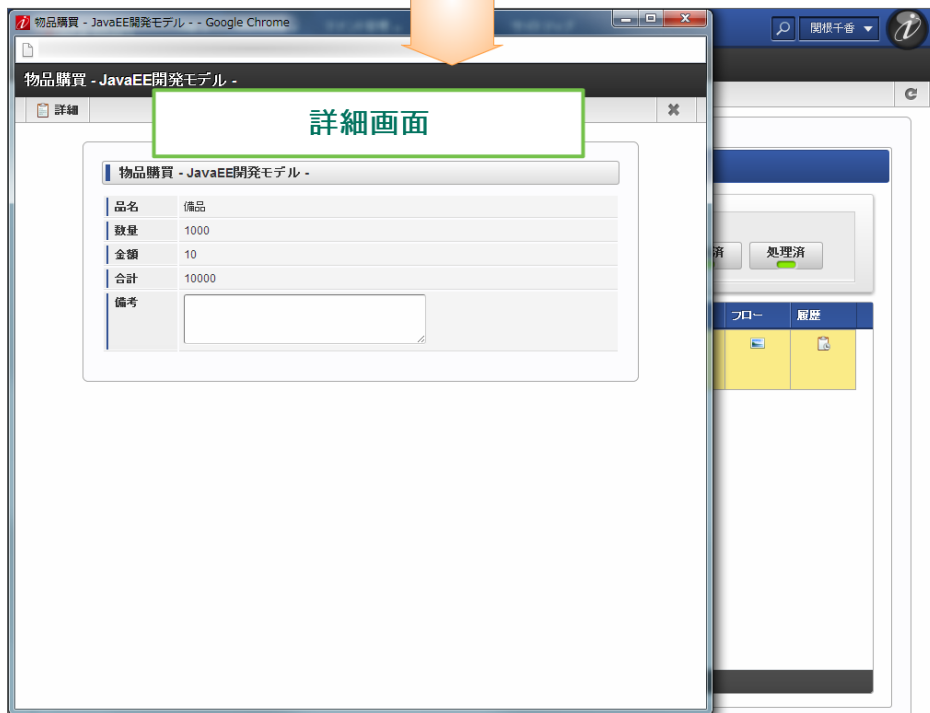 物品購買 - JavaEE開発モデル - - Google Chrome
関根千香
物品購買 - JavaEE開発モデル -
詳細
詳細画面
物品購買 - JavaEE開発モデル -
品名 備品
数量 1000
金額 10
合計 10000
備考
済
処理済
フロー 履歴